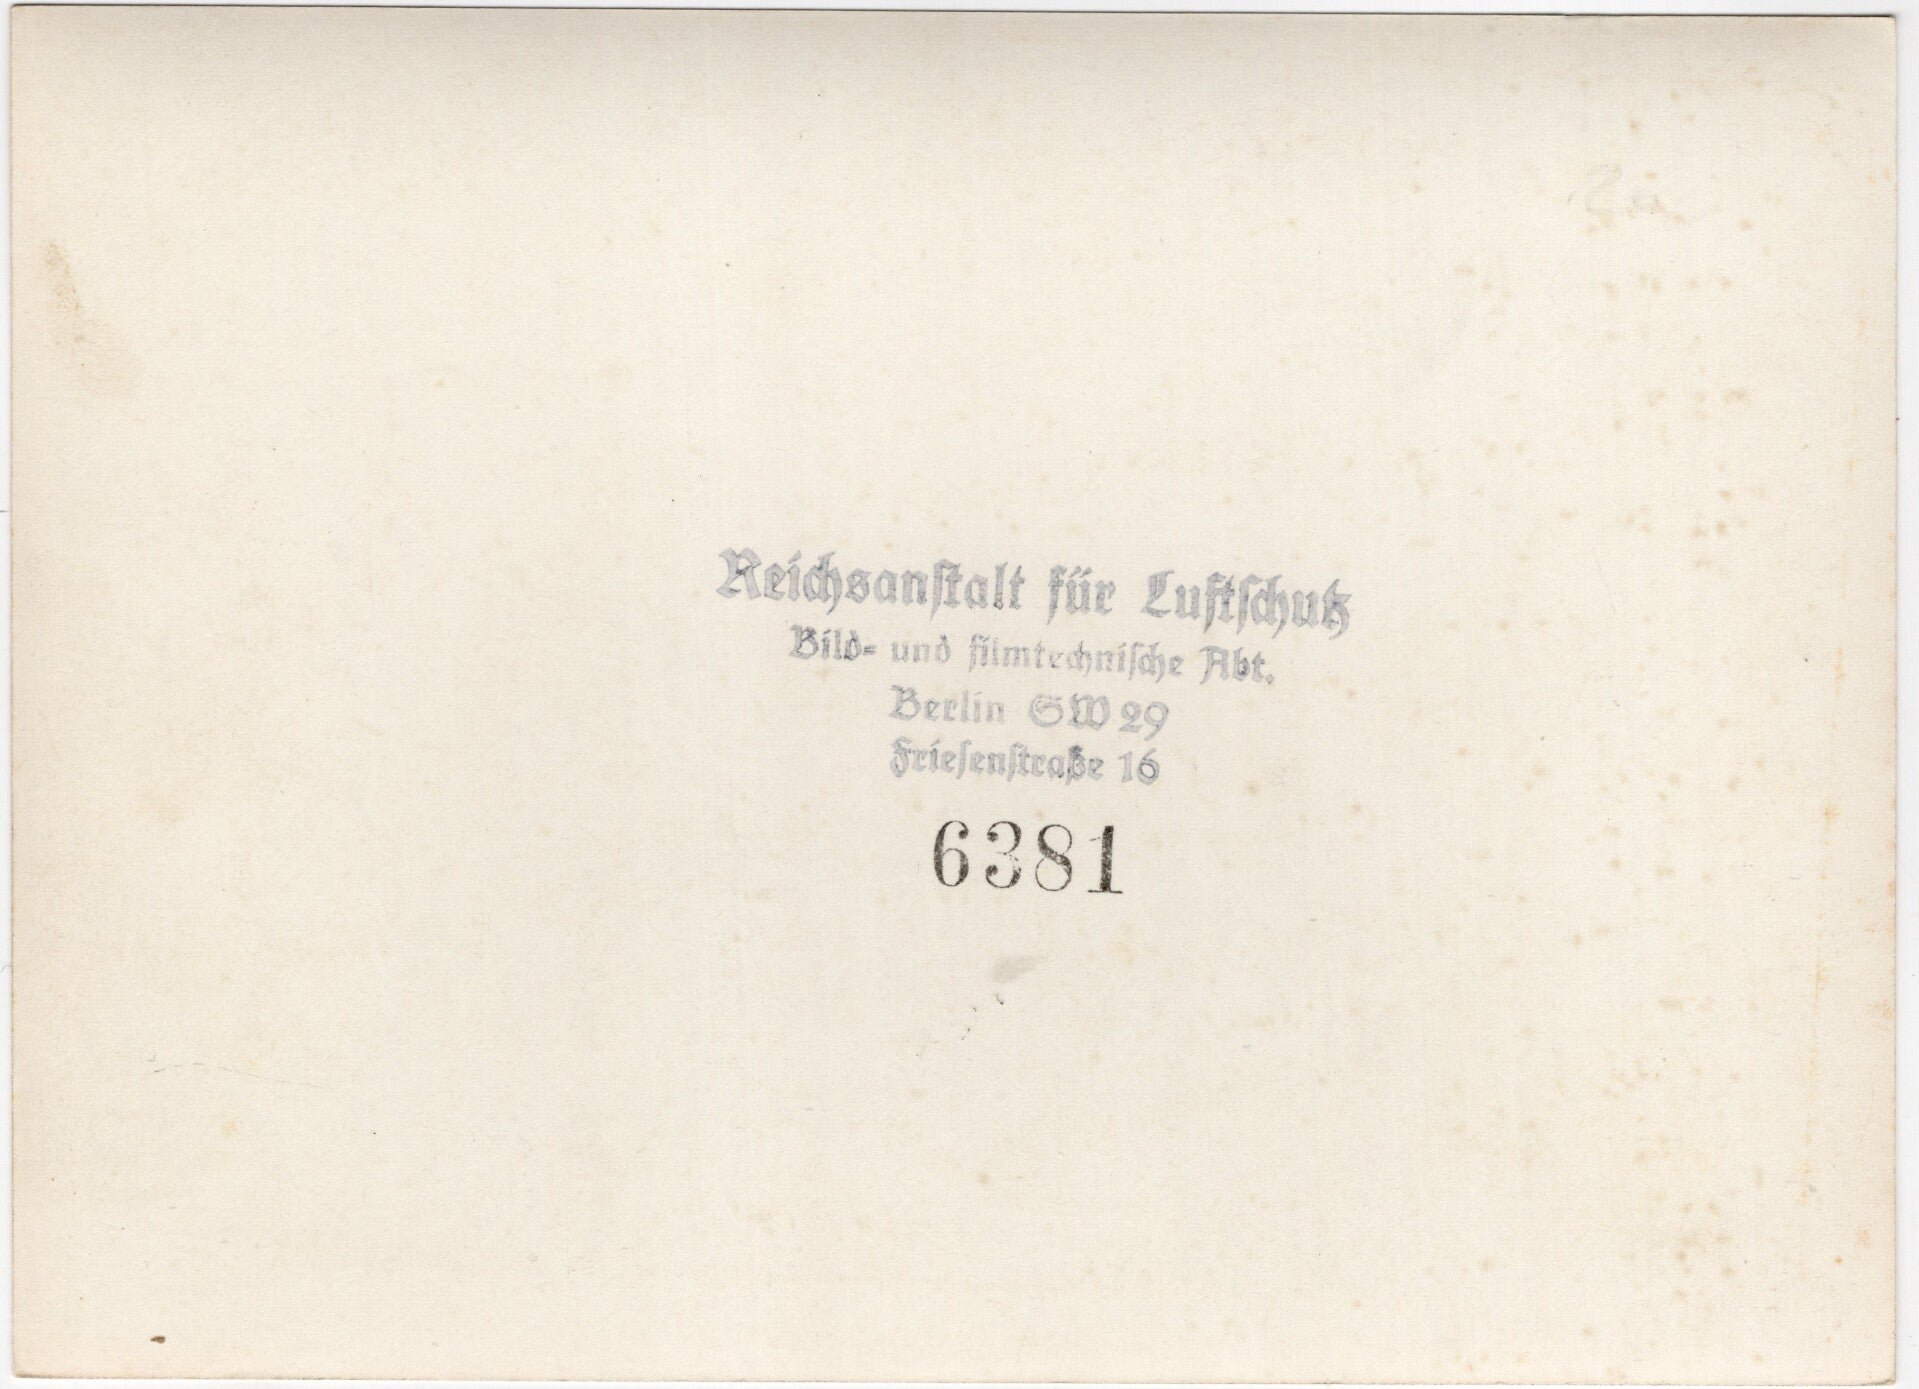 Reichsanstalt für Luftschutz
Bild- und filmtechnische Abt.
Berlin SW 29
Friesenstraße 16
6381